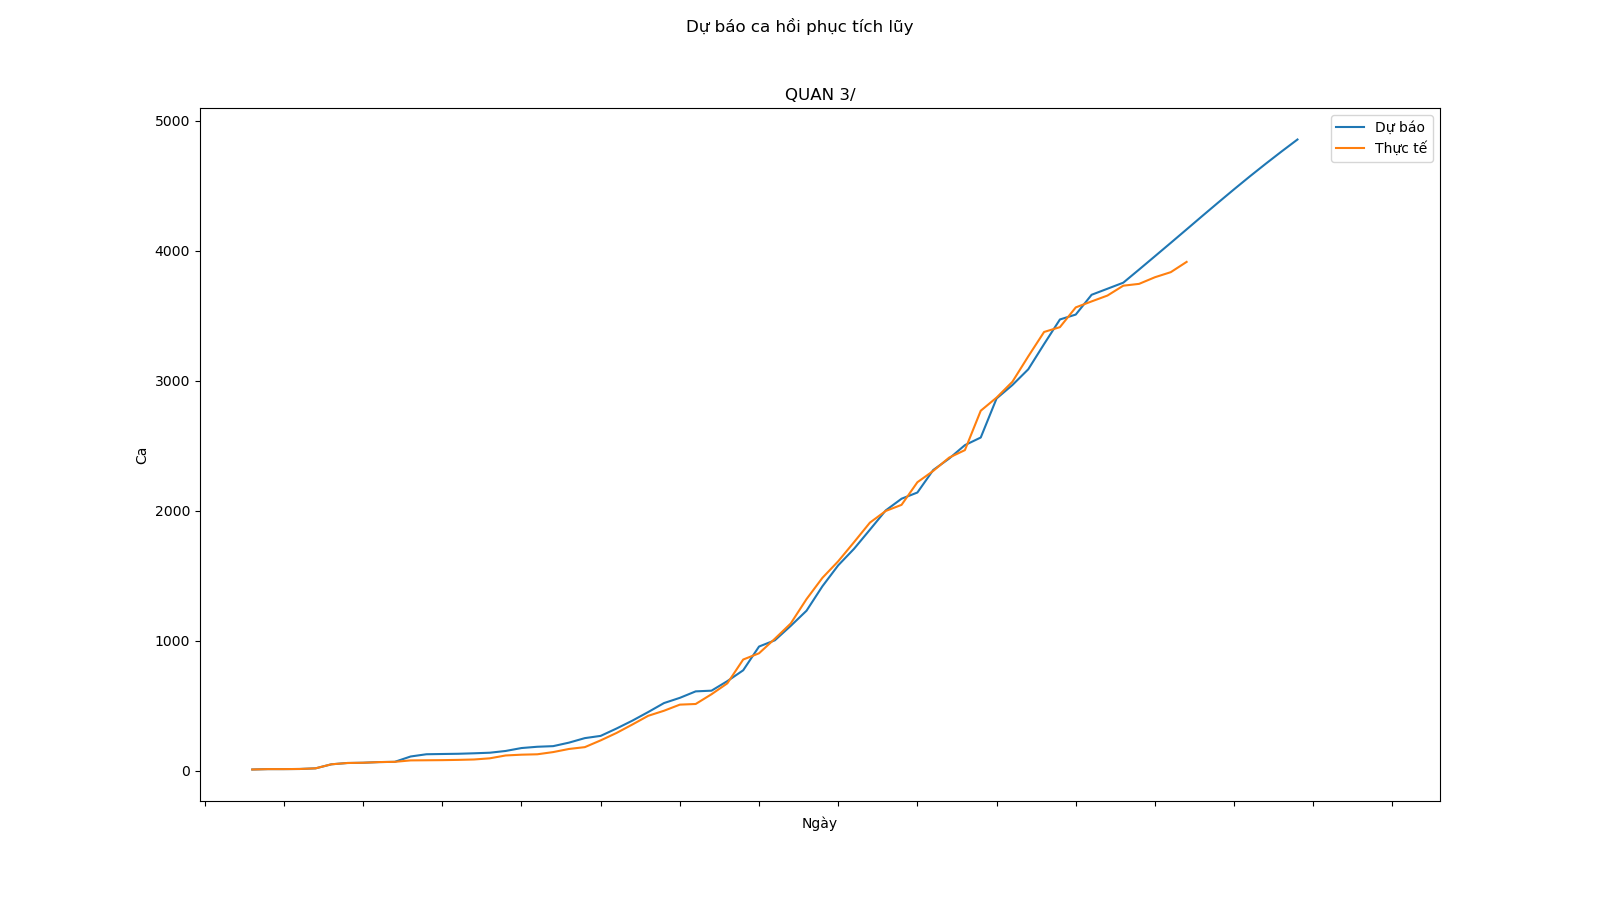 Dự báo ca hồi phục tích lũy
QUAN 3/
Dự báo
Thực tế
5000
4000
3000
2000
1000
0
Ca
Ngày